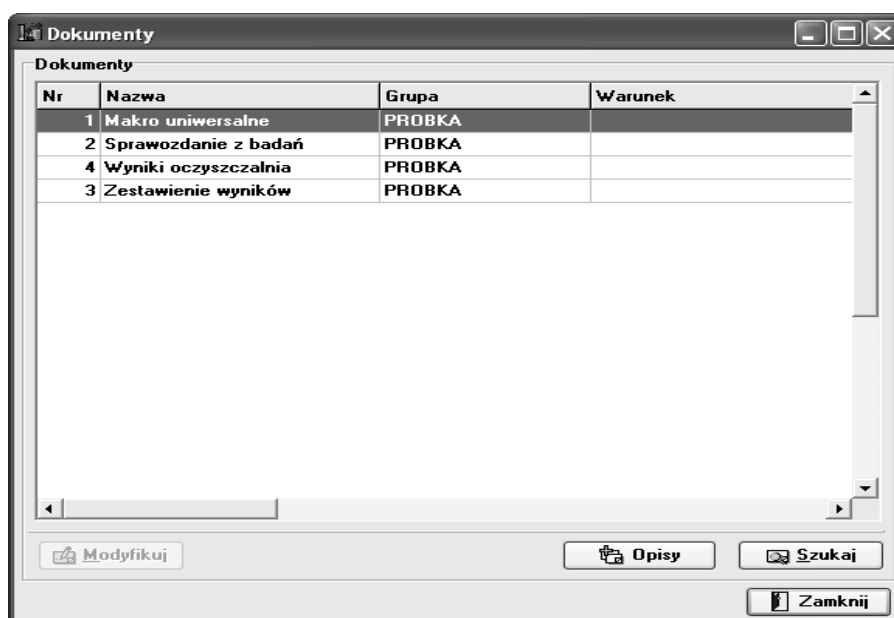 Dokumenty
Dokumenty
Nr Nazwa Grupa Warunek
1 Makro uniwersalne PROBKA
2 Sprawozdanie z badań PROBKA
4 Wyniki oczyszczalnia PROBKA
3 Zestawienie wyników PROBKA
Modyfikuj Opisy Szukaj
Zamknij